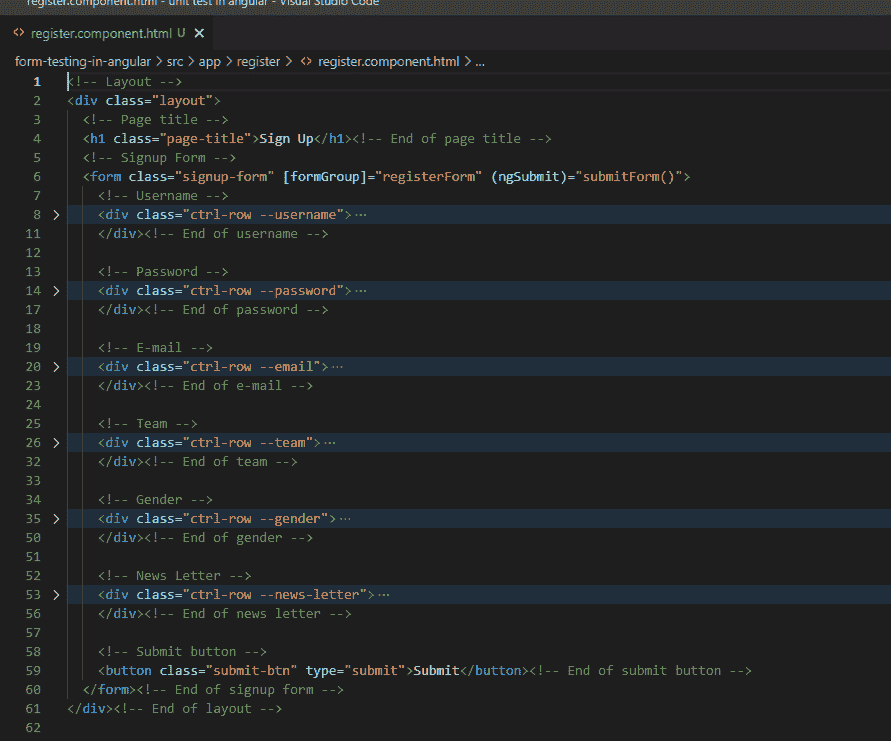 register.component.html - unit test in angular - Visual Studio Code
<> register.component.html U ×
form-testing-in-angular > src > app > register > <> register.component.html > ...
1 <!-- Layout -->
2 <div class="layout">
3 <!-- Page title -->
4 <h1 class="page-title">Sign Up</h1><!-- End of page title -->
5 <!-- Signup Form -->
6 <form class="signup-form" [formGroup]="registerForm" (ngSubmit)="submitForm()">
7 <!-- Username -->
8 > <div class="ctrl-row --username">···
11 </div><!-- End of username -->
12
13 <!-- Password -->
14 > <div class="ctrl-row --password">···
17 </div><!-- End of password -->
18
19 <!-- E-mail -->
20 > <div class="ctrl-row --email">···
23 </div><!-- End of e-mail -->
24
25 <!-- Team -->
26 > <div class="ctrl-row --team">···
32 </div><!-- End of team -->
33
34 <!-- Gender -->
35 > <div class="ctrl-row --gender">···
50 </div><!-- End of gender -->
51
52 <!-- News Letter -->
53 > <div class="ctrl-row --news-letter">···
56 </div><!-- End of news letter -->
57
58 <!-- Submit button -->
59 <button class="submit-btn" type="submit">Submit</button><!-- End of submit button -->
60 </form><!-- End of signup form -->
61 </div><!-- End of layout -->
62